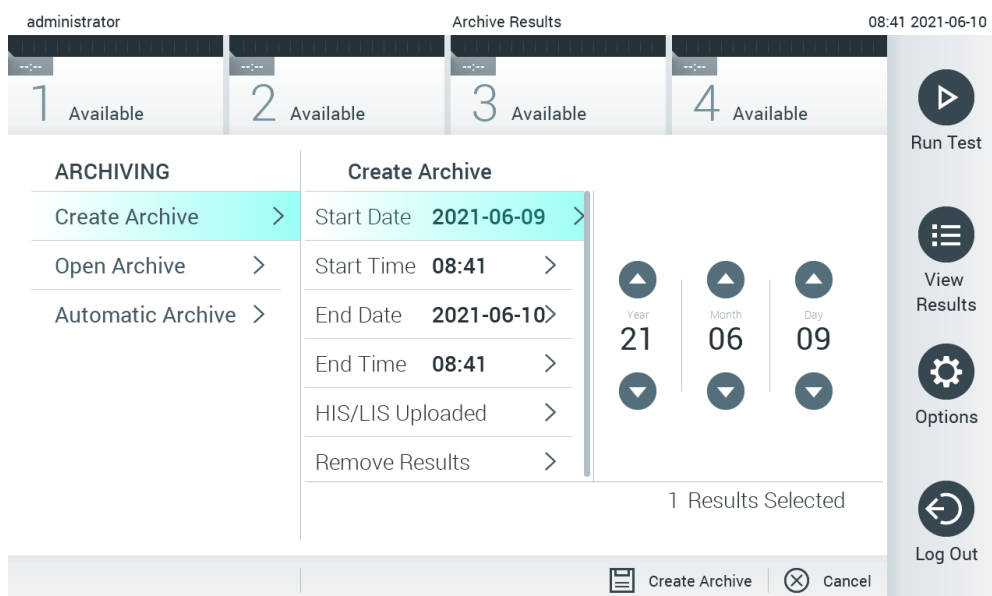 administrator Archive Results 08:41 2021-06-10
--:-- --:-- --:-- --:--
1 Available 2 Available 3 Available 4 Available
Run Test
ARCHIVING
Create Archive
Open Archive
Automatic Archive
Create Archive
Start Date 2021-06-09
Start Time 08:41
End Date 2021-06-10
End Time 08:41
HIS/LIS Uploaded
Remove Results
Year Month Day
21 06 09
1 Results Selected
View
Results
Options
Log Out
Create Archive Cancel